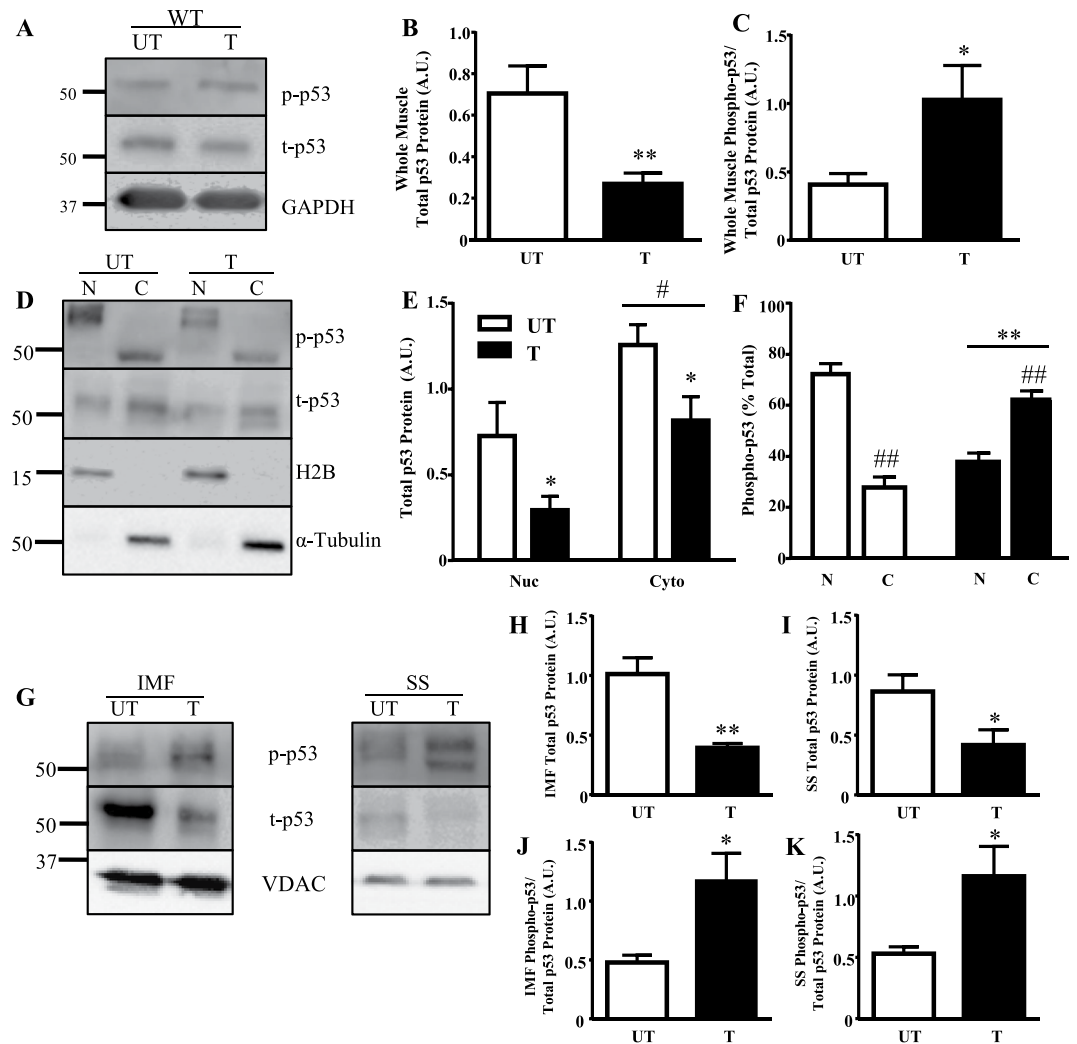 A
WT
UT T
50
p-p53
50
t-p53
37
GAPDH
B
Whole Muscle
Total p53 Protein (A.U.)
1.0
0.8
0.6
0.4
0.2
0
**
UT T
C
Whole Muscle Phospho-p53/
Total p53 Protein (A.U.)
1.5
1.0
0.5
0
*
UT T
D
UT T
N C N C
50
p-p53
50
t-p53
15
H2B
50
α-Tubulin
E
Total p53 Protein (A.U.)
1.5
1.0
0.5
0
UT
T
#
*
*
Nuc Cyto
F
Phospho-p53 (% Total)
100
80
60
40
20
0
##
**
##
N C N C
G
IMF
UT T
50
50
37
p-p53
t-p53
VDAC
SS
UT T
H
IMF Total p53 Protein (A.U.)
1.5
1.0
0.5
0
**
UT T
I
SS Total p53 Protein (A.U.)
1.5
1.0
0.5
0
*
UT T
J
IMF Phospho-p53/
Total p53 Protein (A.U.)
1.5
1.0
0.5
0
*
UT T
K
SS Phospho-p53/
Total p53 Protein (A.U.)
1.5
1.0
0.5
0
*
UT T